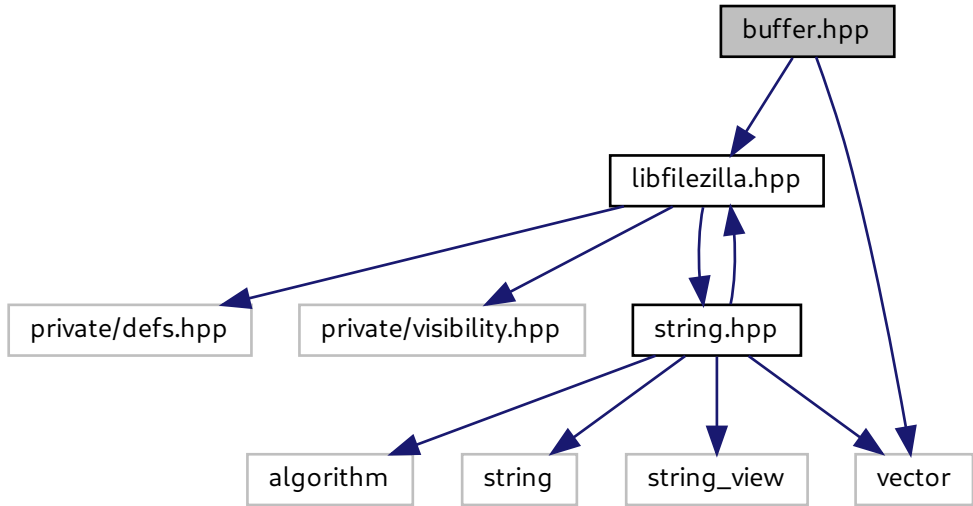 buffer.hpp
libfilezilla.hpp
private/defs.hpp
private/visibility.hpp
string.hpp
algorithm
string
string_view
vector